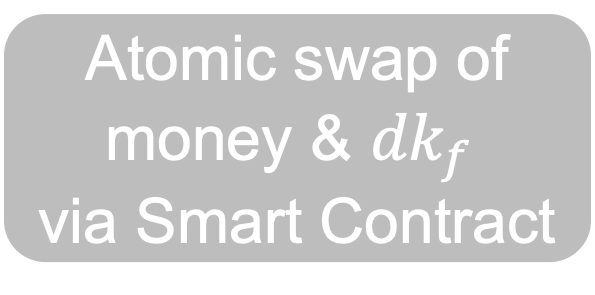 Atomic swap of
money & dk_f
via Smart Contract